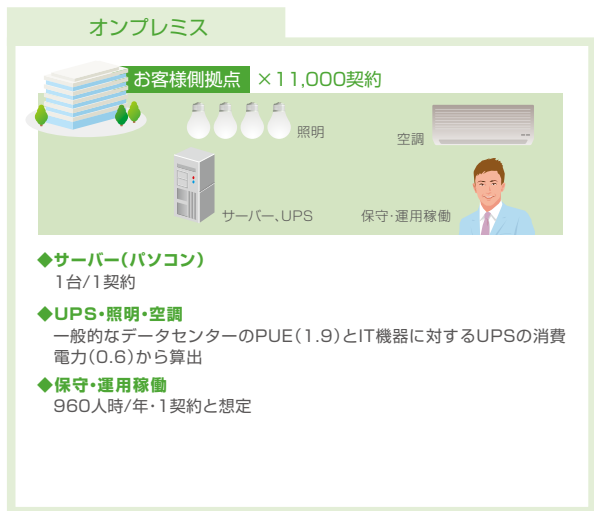 オンプレミス
お客様側拠点 ×11,000契約
照明
空調
サーバー、UPS
保守・運用稼働
◆サーバー（パソコン）
1台/1契約
◆UPS・照明・空調
一般的なデータセンターのPUE（1.9）とIT機器に対するUPSの消費
電力（0.6）から算出
◆保守・運用稼働
960人時/年・1契約と想定